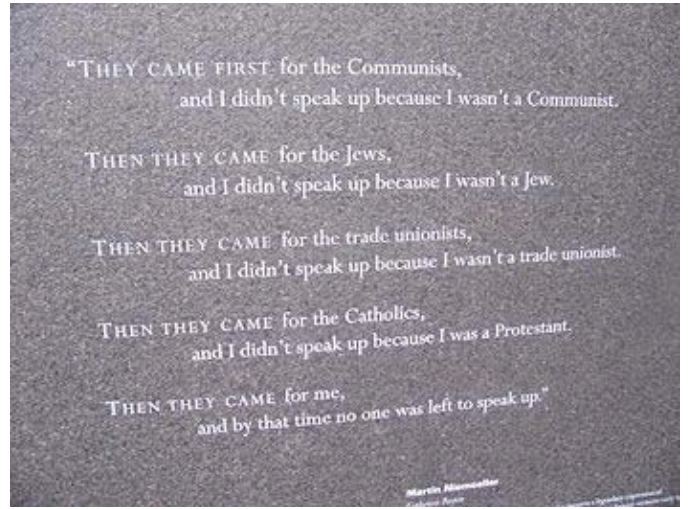 “THEY CAME FIRST for the Communists,
and I didn’t speak up because I wasn’t a Communist.
THEN THEY CAME for the Jews,
and I didn’t speak up because I wasn’t a Jew.
THEN THEY CAME for the trade unionists,
and I didn’t speak up because I wasn’t a trade unionist.
THEN THEY CAME for the Catholics,
and I didn’t speak up because I was a Protestant.
THEN THEY CAME for me,
and by that time no one was left to speak up.”
Martin Niemoeller